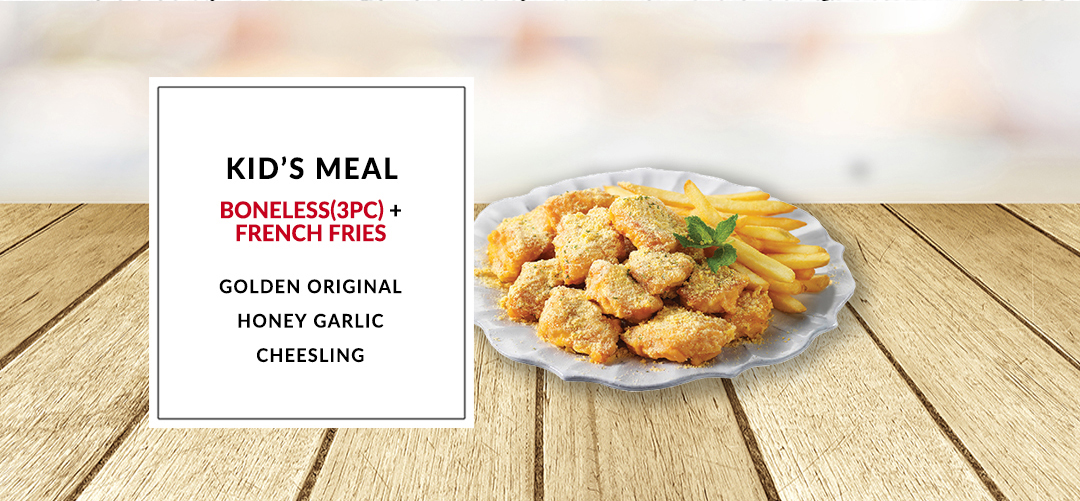 KID'S MEAL
BONELESS(3PC) +
FRENCH FRIES
GOLDEN ORIGINAL
HONEY GARLIC
CHEESLING